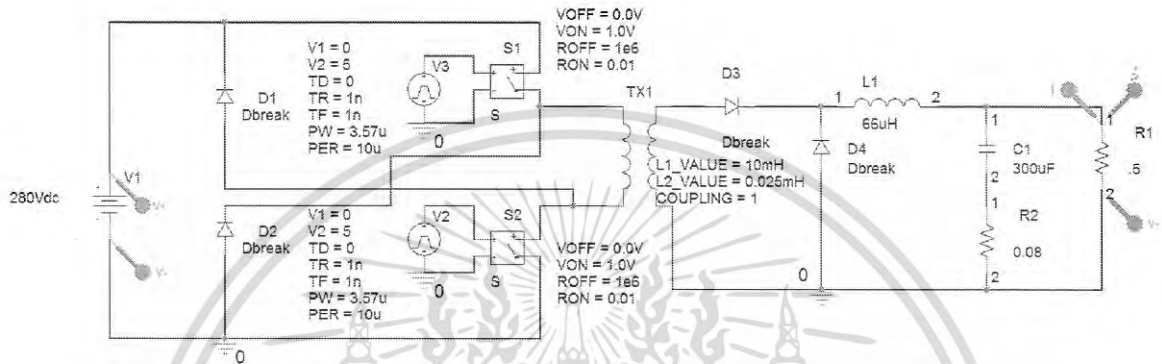 VOFF = 0.0V
VON = 1.0V
ROFF = 1e6
RON = 0.01
S1
V1 = 0
V2 = 5
TD = 0
TR = 1n
TF = 1n
PW = 3.57u
PER = 10u
V3
S
0
D1
Dbreak
TX1
D3
Dbreak
L1
1
2
66uH
L1_VALUE = 10mH
L2_VALUE = 0.025mH
COUPLING = 1
D4
Dbreak
1
C1
300uF
2
1
R2
0.08
2
1
R1
.5
2
I
V+
V-
280Vdc
V1
V+
V-
D2
Dbreak
V1 = 0
V2 = 5
TD = 0
TR = 1n
TF = 1n
PW = 3.57u
PER = 10u
V2
S2
S
0
VOFF = 0.0V
VON = 1.0V
ROFF = 1e6
RON = 0.01
0
0